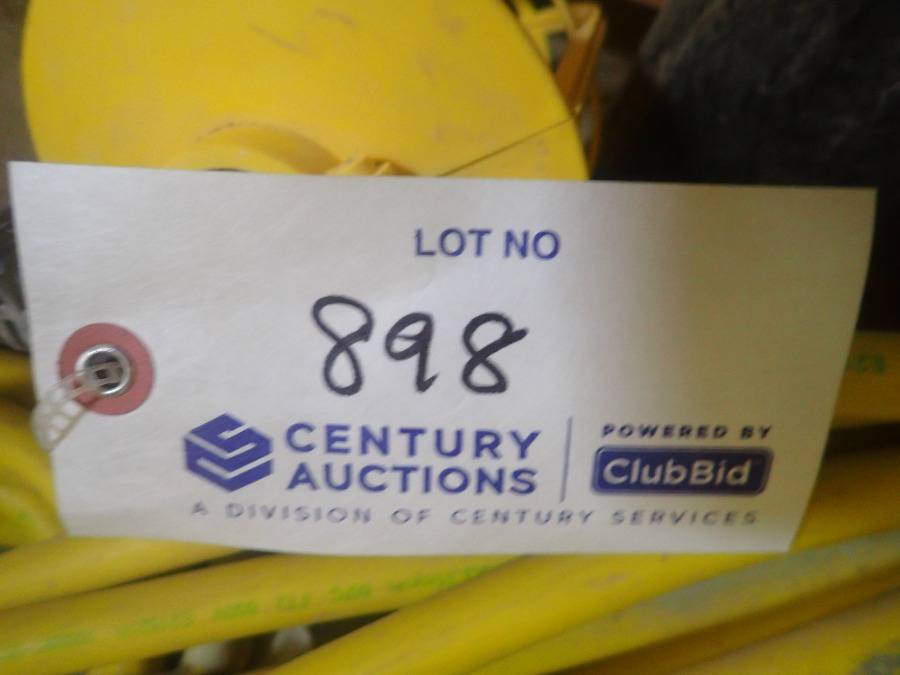 LOT NO
898
CENTURY
AUCTIONS
POWERED BY
ClubBid
A DIVISION OF CENTURY SERVICES